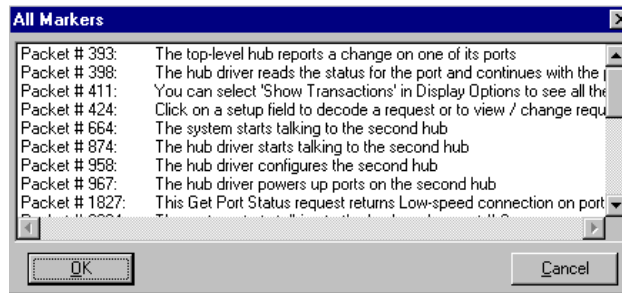 All Markers
Packet # 393: The top-level hub reports a change on one of its ports
Packet # 398: The hub driver reads the status for the port and continues with the
Packet # 411: You can select 'Show Transactions' in Display Options to see all the
Packet # 424: Click on a setup field to decode a request or to view / change requ
Packet # 664: The system starts talking to the second hub
Packet # 874: The hub driver starts talking to the second hub
Packet # 958: The hub driver configures the second hub
Packet # 967: The hub driver powers up ports on the second hub
Packet # 1827: This Get Port Status request returns Low-speed connection on port
OK Cancel